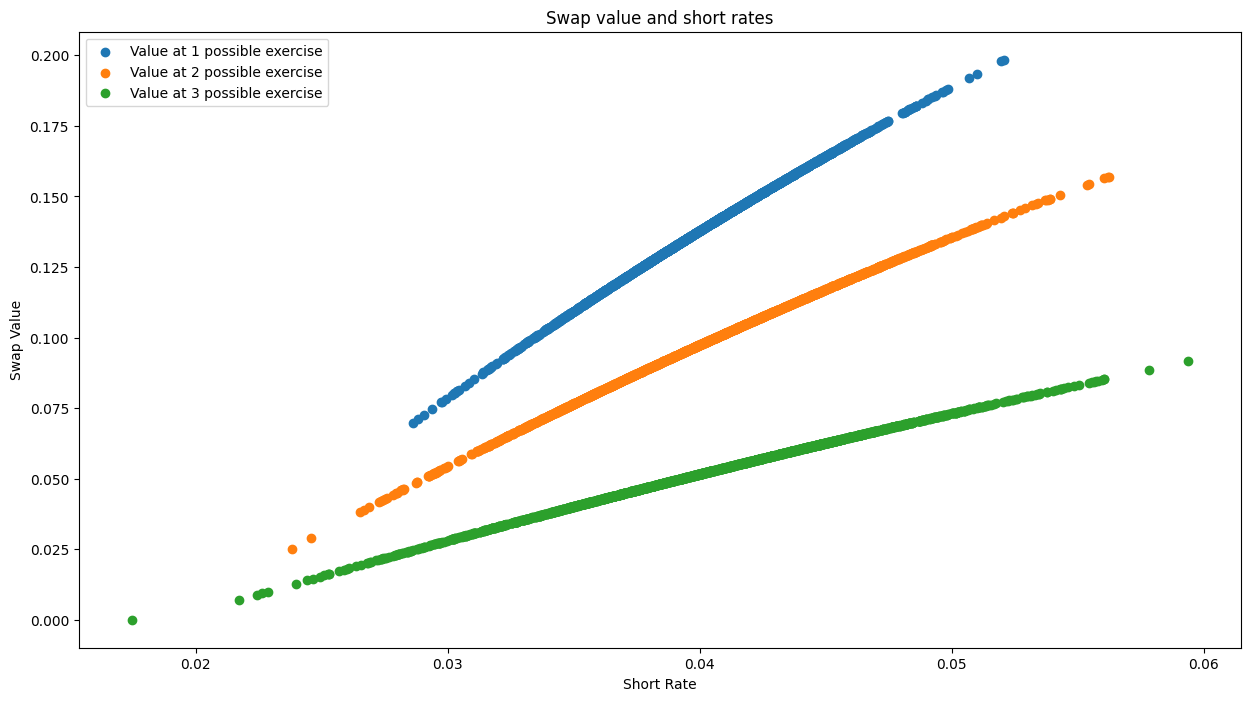 Swap value and short rates
Value at 1 possible exercise
Value at 2 possible exercise
Value at 3 possible exercise
0.200
0.175
0.150
0.125
0.100
0.075
0.050
0.025
0.000
Swap Value
0.02 0.03 0.04 0.05 0.06
Short Rate